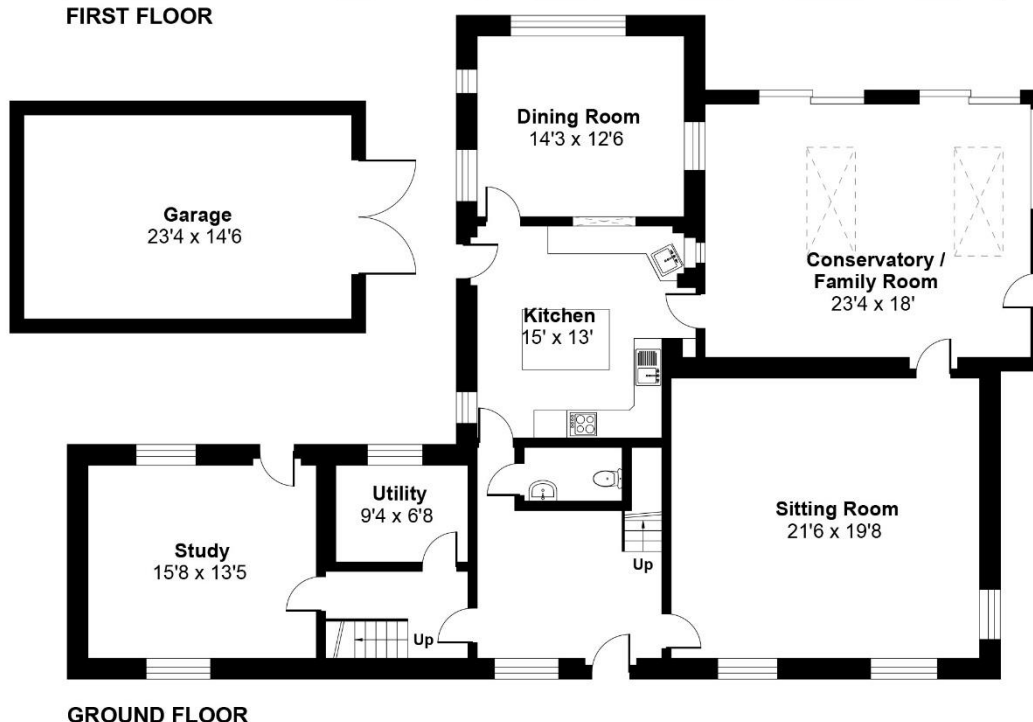 FIRST FLOOR
Dining Room
14'3 x 12'6
Garage
23'4 x 14'6
Conservatory /
Family Room
23'4 x 18'
Kitchen
15' x 13'
Utility
9'4 x 6'8
Sitting Room
21'6 x 19'8
Study
15'8 x 13'5
Up
Up
GROUND FLOOR